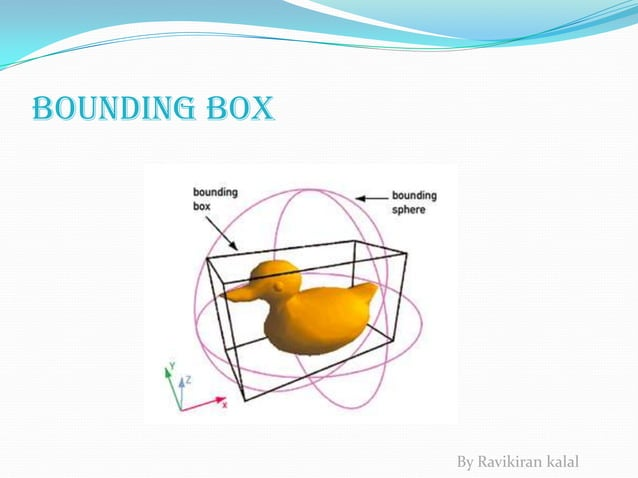 BOUNDING BOX
bounding
box
bounding
sphere
Y
Z
x
By Ravikiran kalal